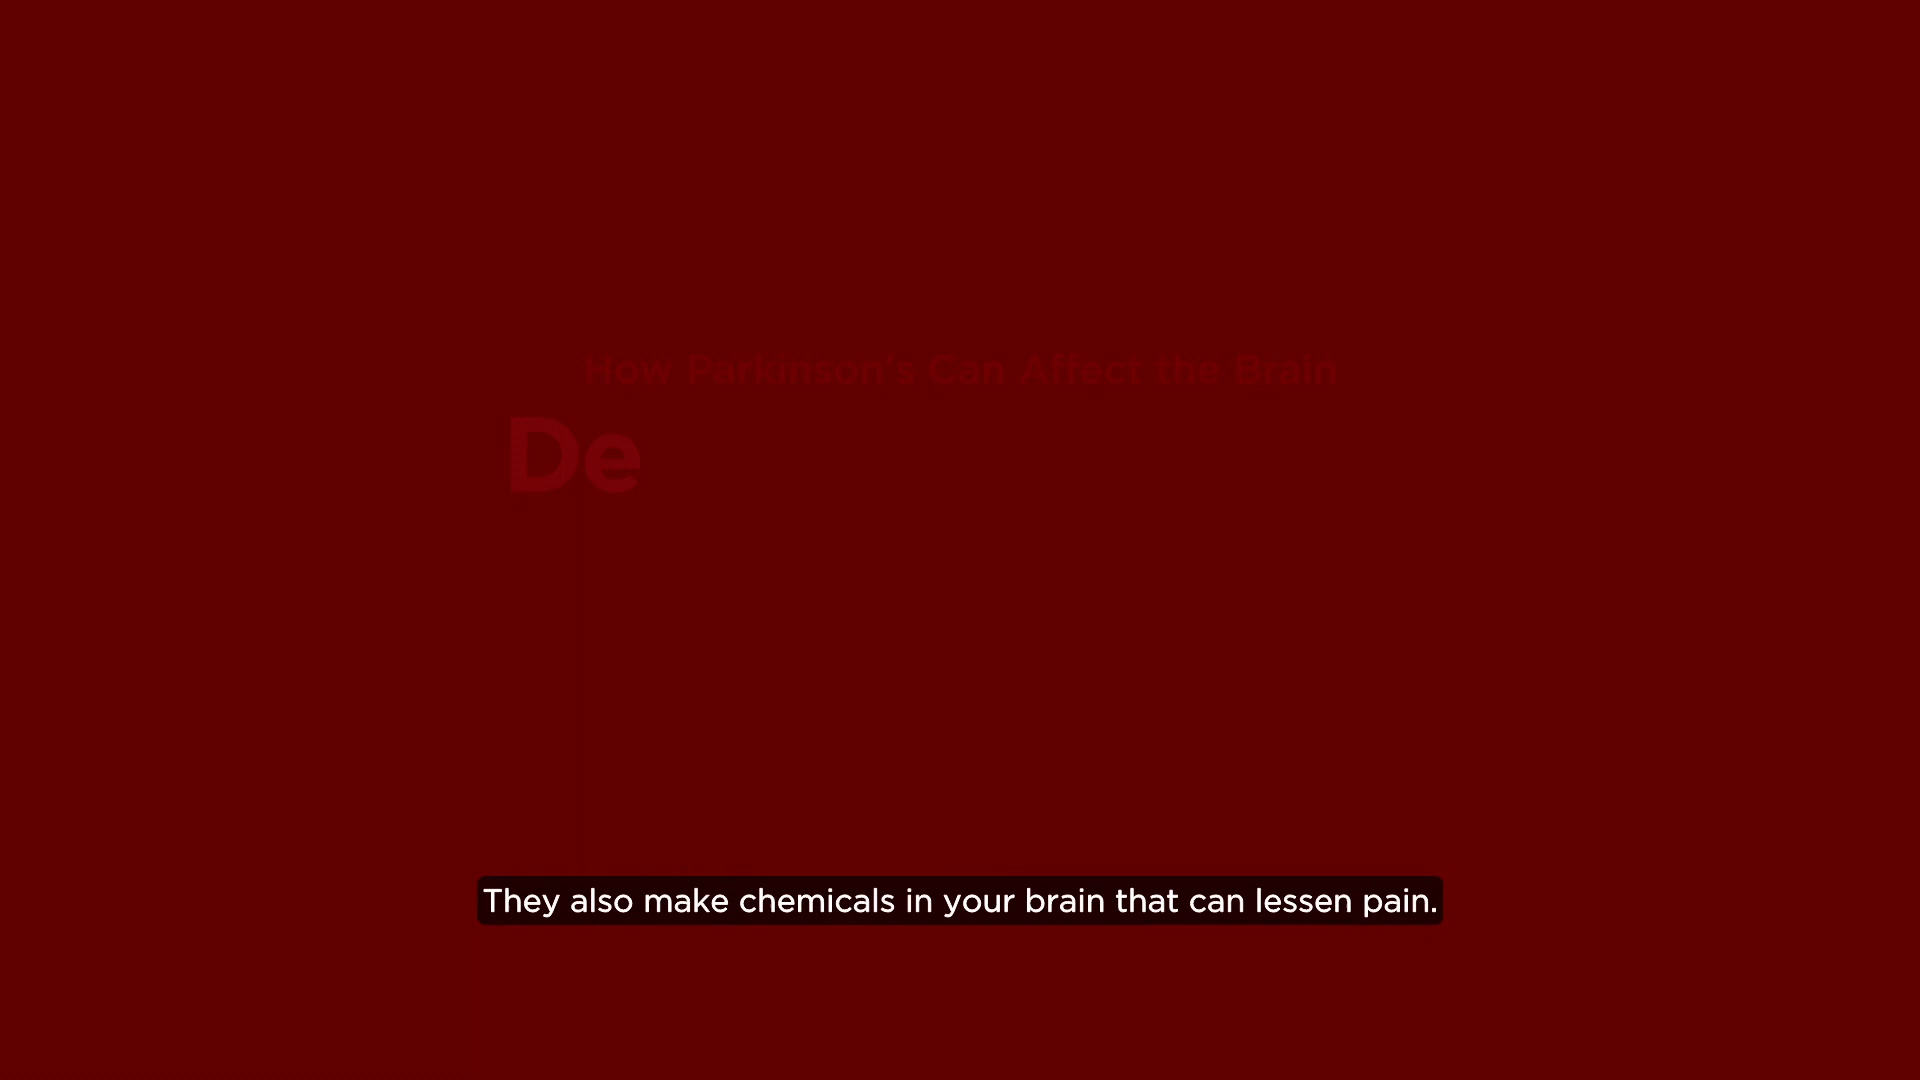 How Parkinson's Can Affect the Brain
De
They also make chemicals in your brain that can lessen pain.